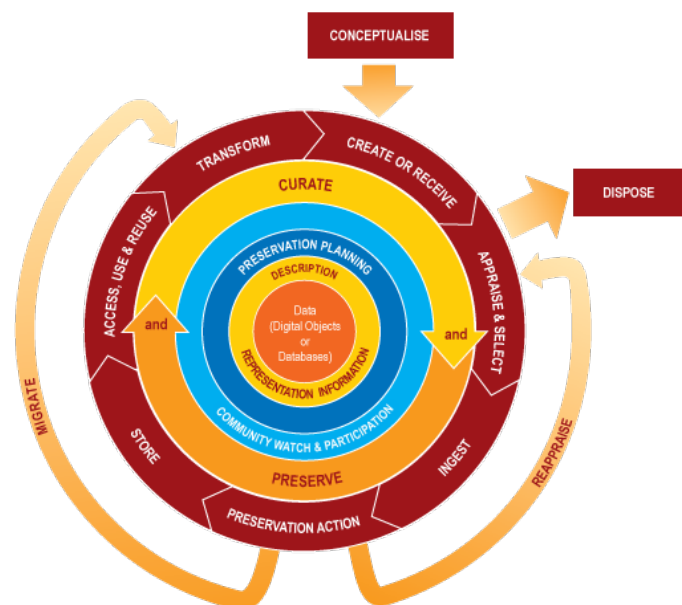 CONCEPTUALISE
TRANSFORM
CREATE OR RECEIVE
DISPOSE
CURATE
ACCESS, USE & REUSE
APPRAISE & SELECT
PRESERVATION PLANNING
DESCRIPTION
Data
(Digital Objects
or
Databases)
and
and
REPRESENTATION INFORMATION
COMMUNITY WATCH & PARTICIPATION
MIGRATE
STORE
INGEST
REAPPRAISE
PRESERVE
PRESERVATION ACTION